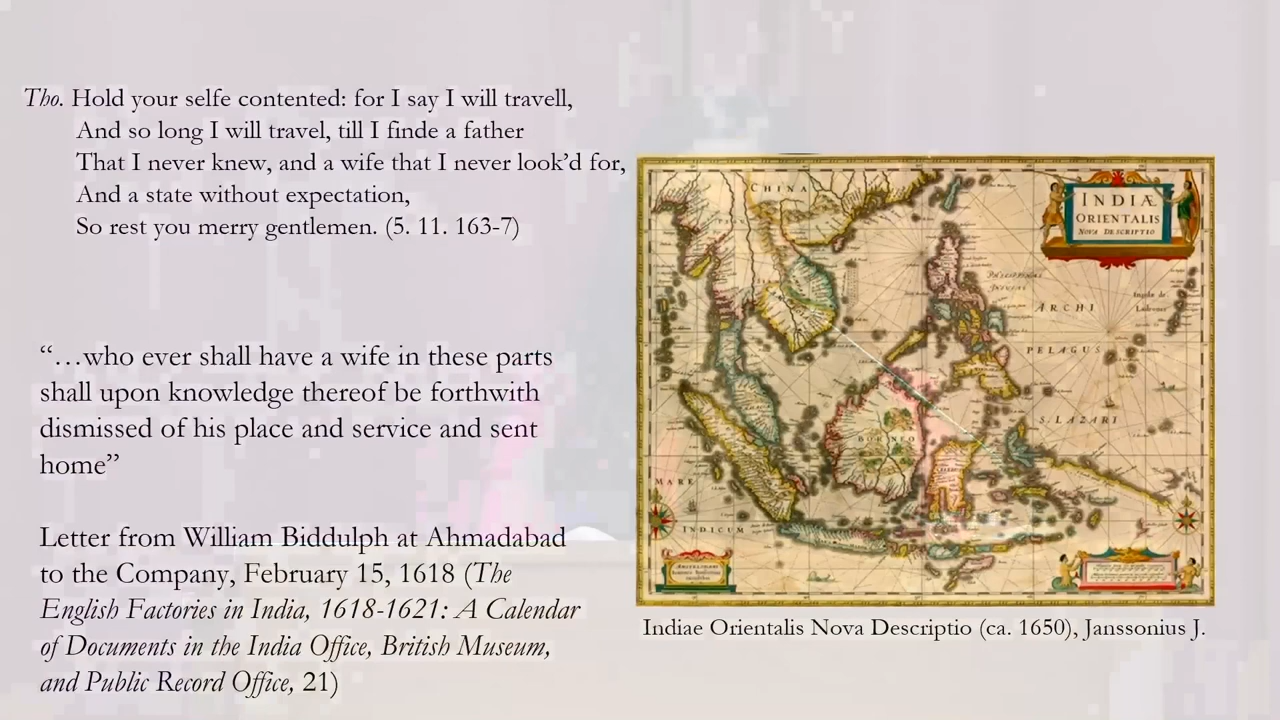 Tho. Hold your selfe contented: for I say I will travell,
And so long I will travel, till I finde a father
That I never knew, and a wife that I never look’d for,
And a state without expectation,
So rest you merry gentlemen. (5. 11. 163-7)
“…who ever shall have a wife in these parts
shall upon knowledge thereof be forthwith
dismissed of his place and service and sent
home”
Letter from William Biddulph at Ahmadabad
to the Company, February 15, 1618 (The
English Factories in India, 1618-1621: A Calendar
of Documents in the India Office, British Museum,
and Public Record Office, 21)
CHINA
INDIÆ
ORIENTALIS
NOVA DESCRIPTIO
ARCHI
PELAGUS
S. LAZARI
BORNEO
MARE
INDICUM
Indiae Orientalis Nova Descriptio (ca. 1650), Janssonius J.